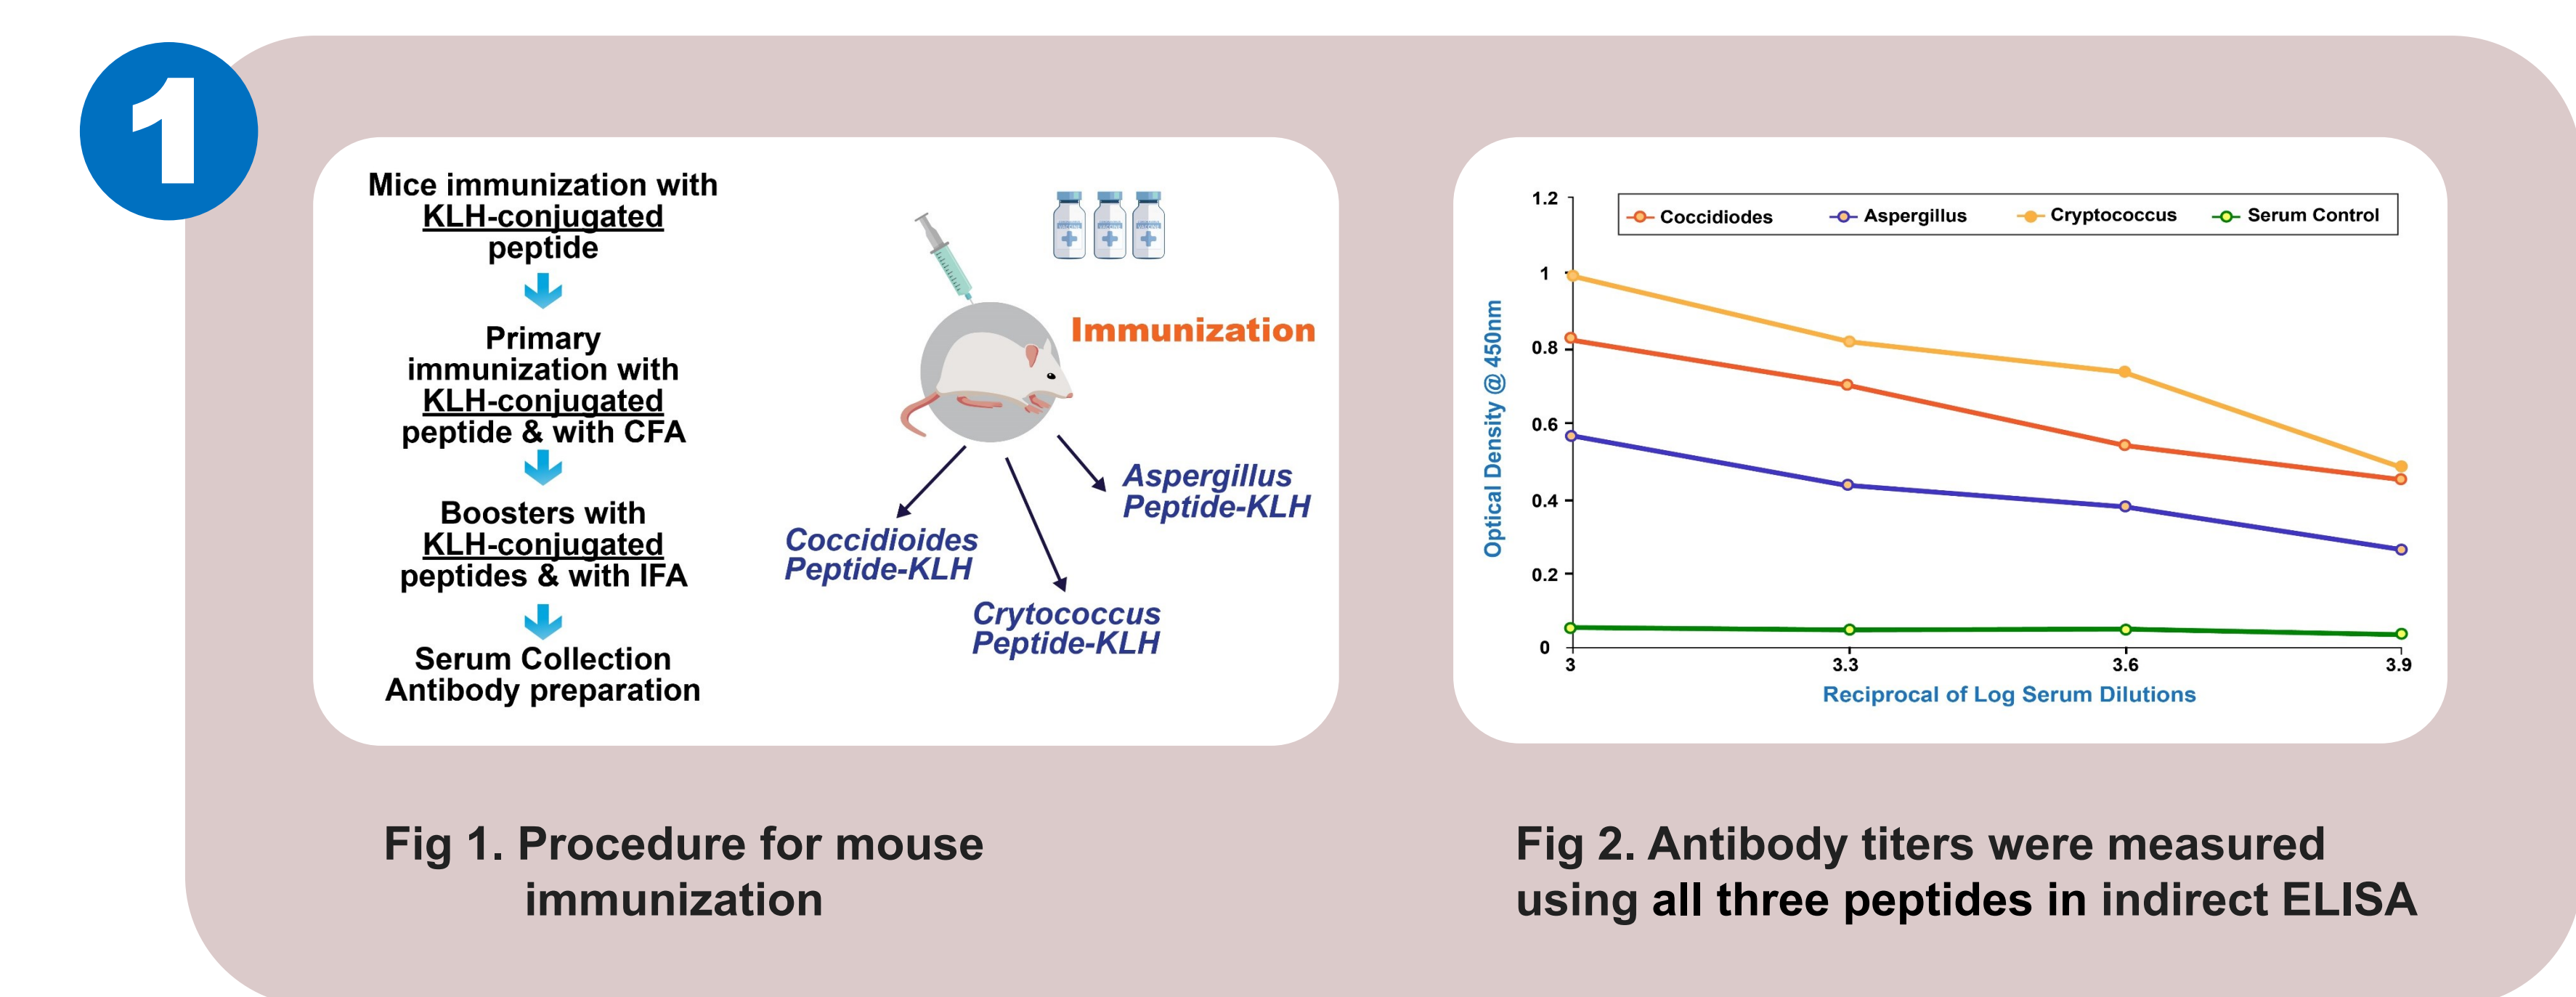 1
Mice immunization with
KLH-conjugated
peptide
Primary
immunization with
KLH-conjugated
peptide & with CFA
Boosters with
KLH-conjugated
peptides & with IFA
Serum Collection
Antibody preparation
VACCINE
VACCINE
VACCINE
Immunization
Aspergillus
Peptide-KLH
Coccidioides
Peptide-KLH
Crytococcus
Peptide-KLH
Fig 1. Procedure for mouse
immunization
Coccidiodes
Aspergillus
Cryptococcus
Serum Control
Optical Density @ 450nm
1.2
1
0.8
0.6
0.4
0.2
0
3
3.3
3.6
3.9
Reciprocal of Log Serum Dilutions
Fig 2. Antibody titers were measured
using all three peptides in indirect ELISA